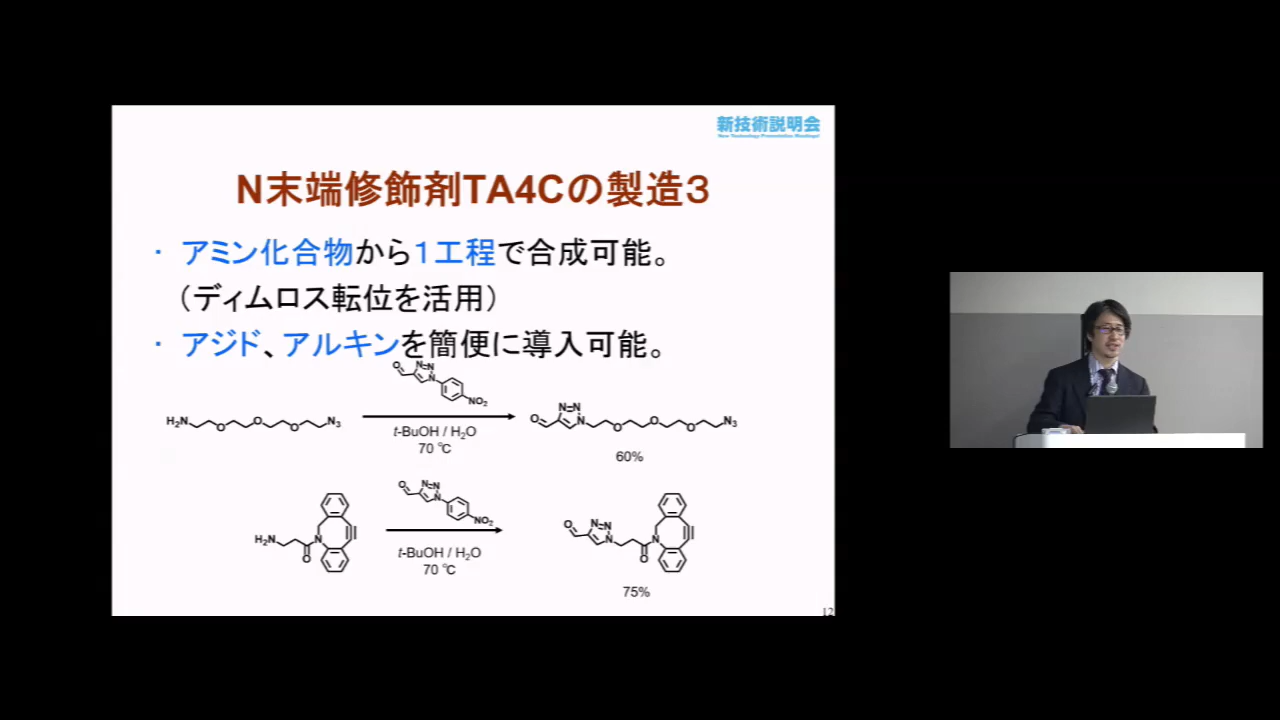 新技術説明会
New Technology Presentation Meetings!
N末端修飾剤TA4Cの製造3
・ アミン化合物から1工程で合成可能。
（ディムロス転位を活用）
・ アジド、アルキンを簡便に導入可能。
O N=N N NO2
H2N O O O N3
t-BuOH / H2O
70 ℃
O N=N N O O O N3
60%
O N=N N NO2
H2N O N
t-BuOH / H2O
70 ℃
O N=N N O N
75%
12